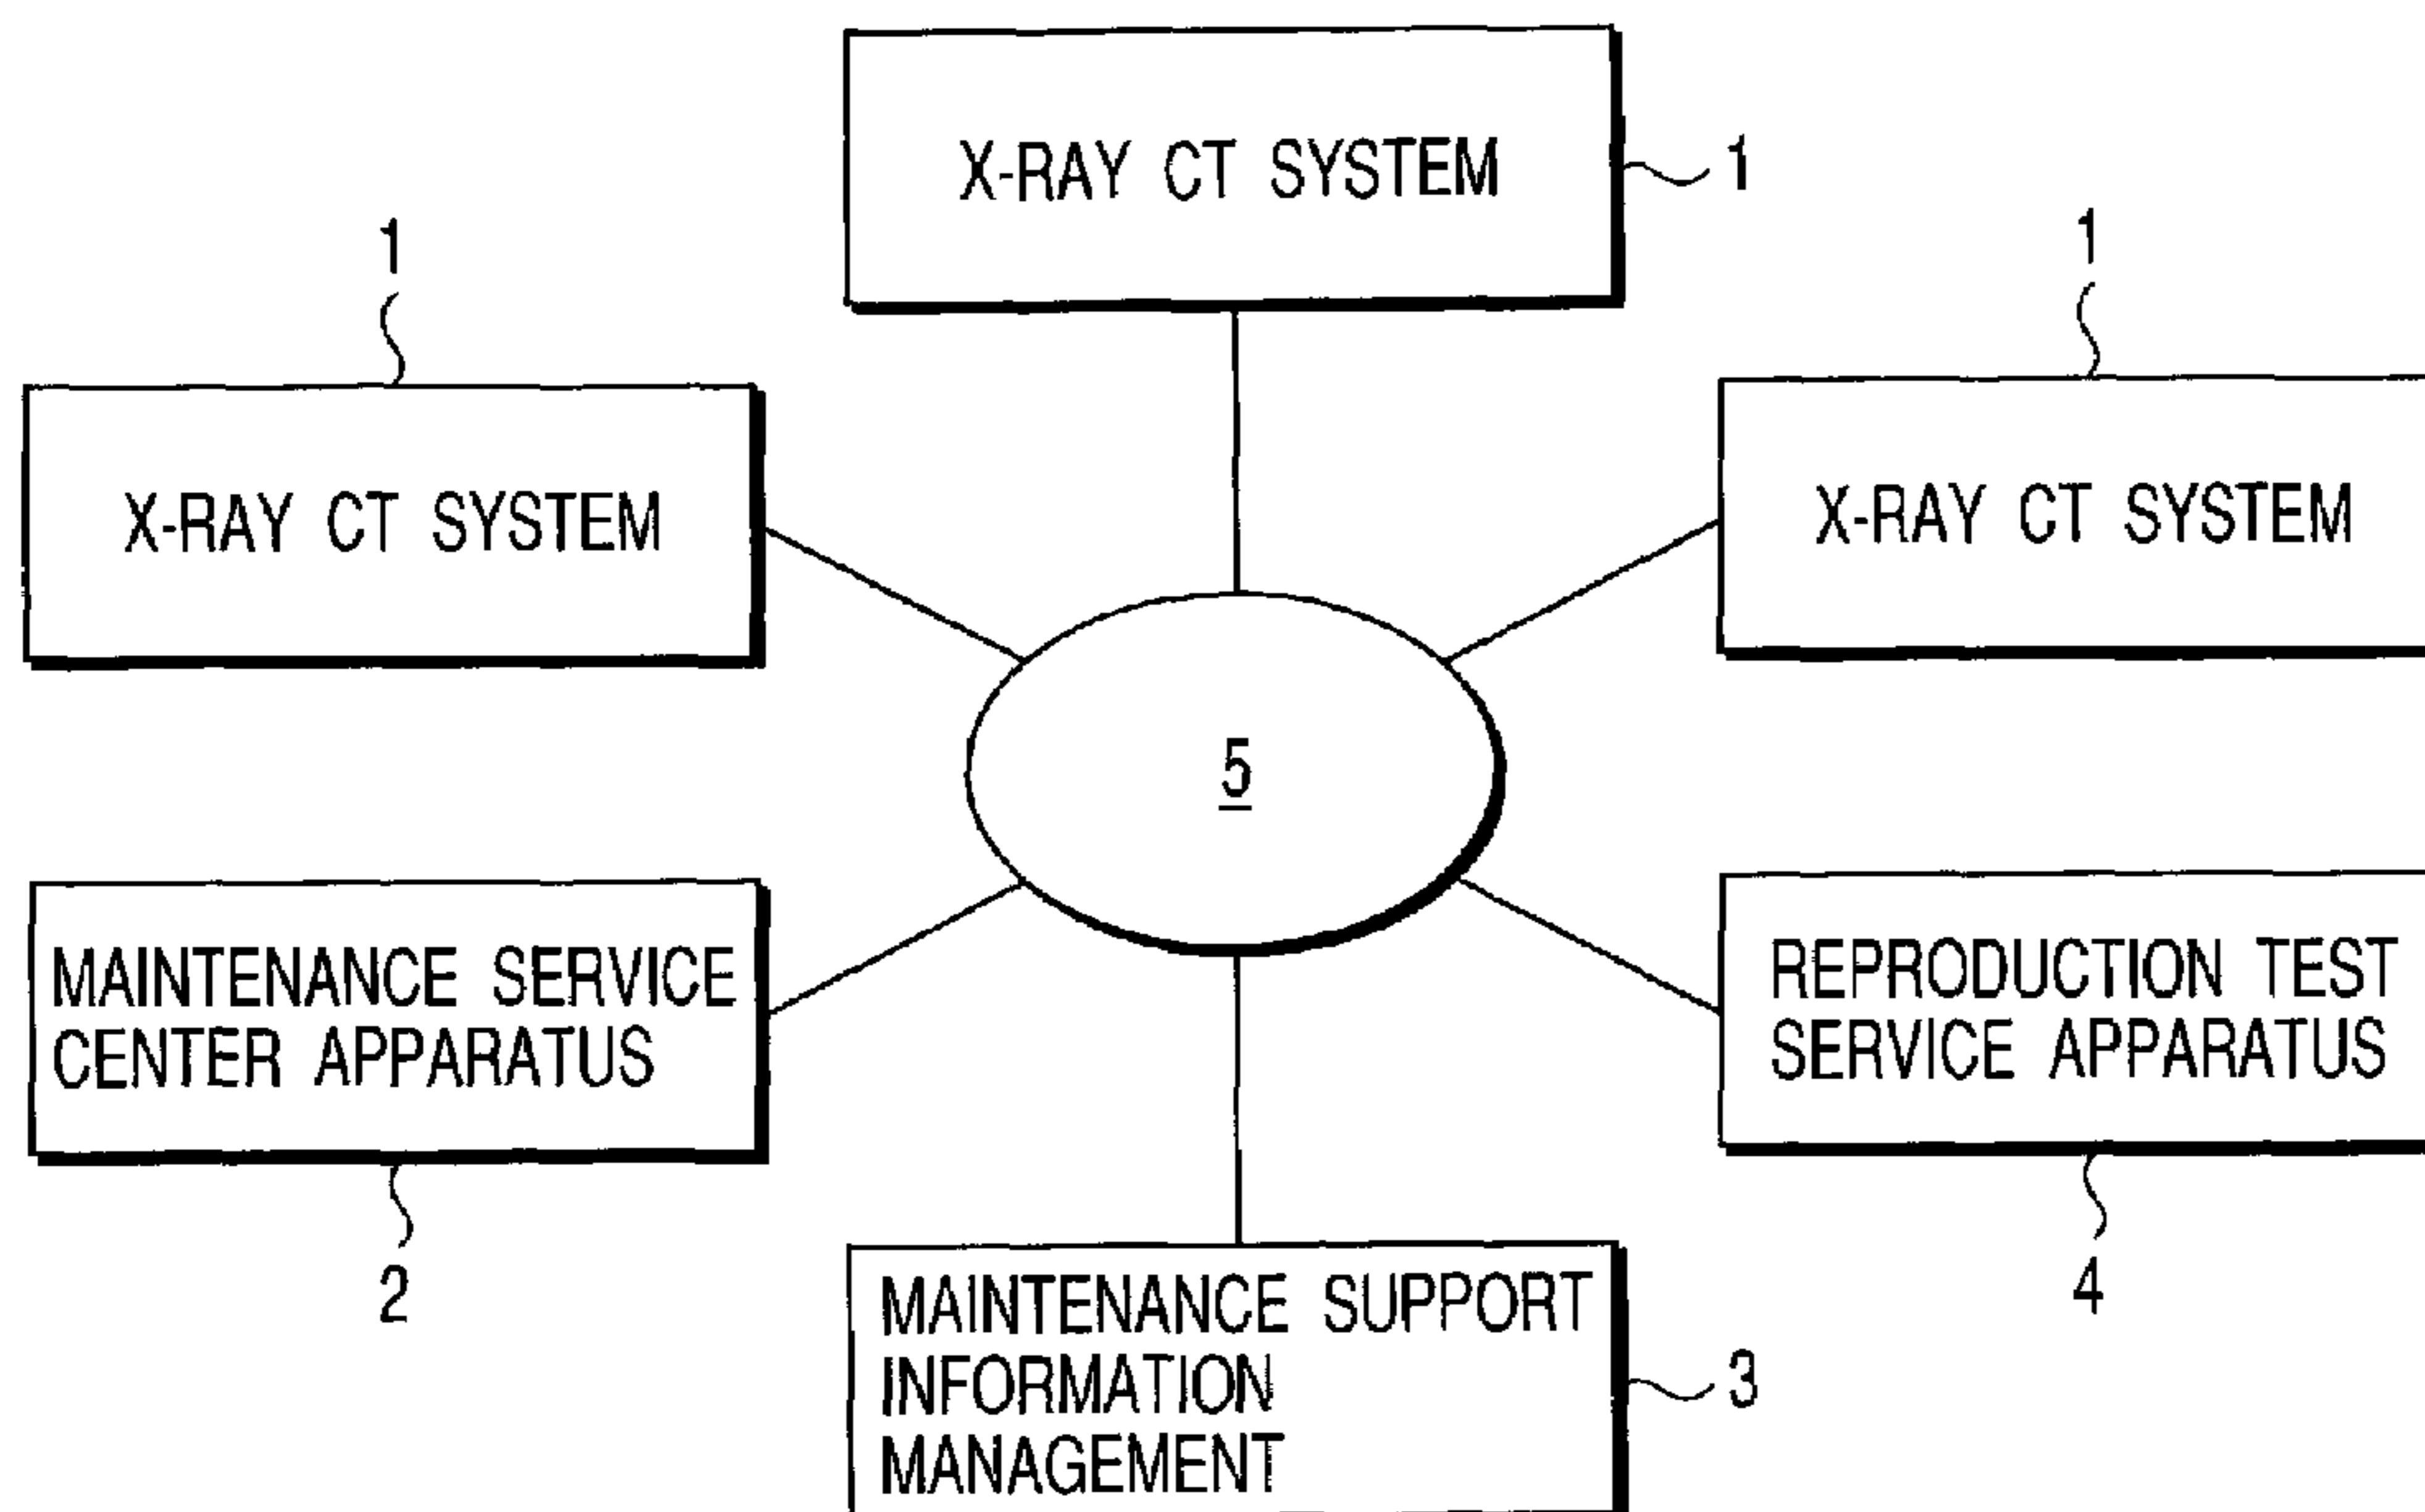 X-RAY CT SYSTEM
1
1
X-RAY CT SYSTEM
1
X-RAY CT SYSTEM
5
MAINTENANCE SERVICE
CENTER APPARATUS
2
REPRODUCTION TEST
SERVICE APPARATUS
4
MAINTENANCE SUPPORT
INFORMATION
MANAGEMENT
3